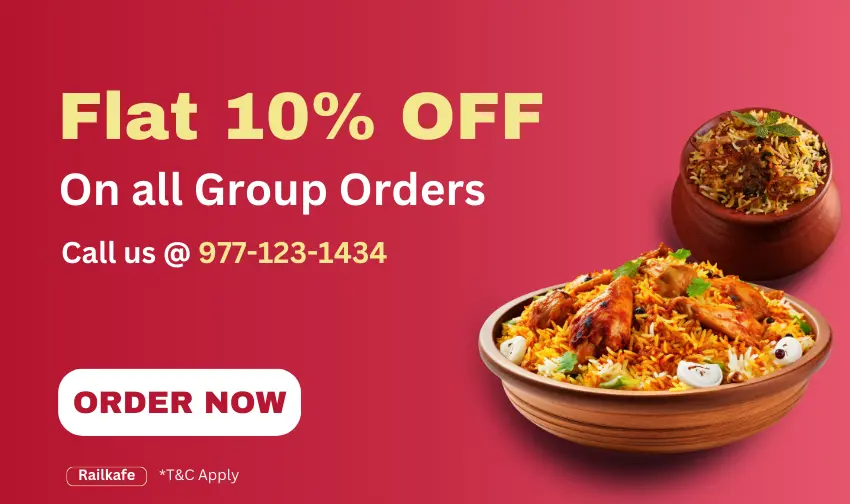 Flat 10% OFF
On all Group Orders
Call us @ 977-123-1434
ORDER NOW
Railkafe *T&C Apply